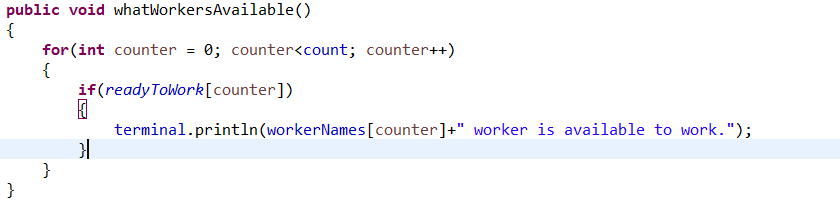 public void whatWorkersAvailable()
{
    for(int counter = 0; counter<count; counter++)
    {
        if(readyToWork[counter])
        {
            terminal.println(workerNames[counter]+" worker is available to work.");
        }
    }
}